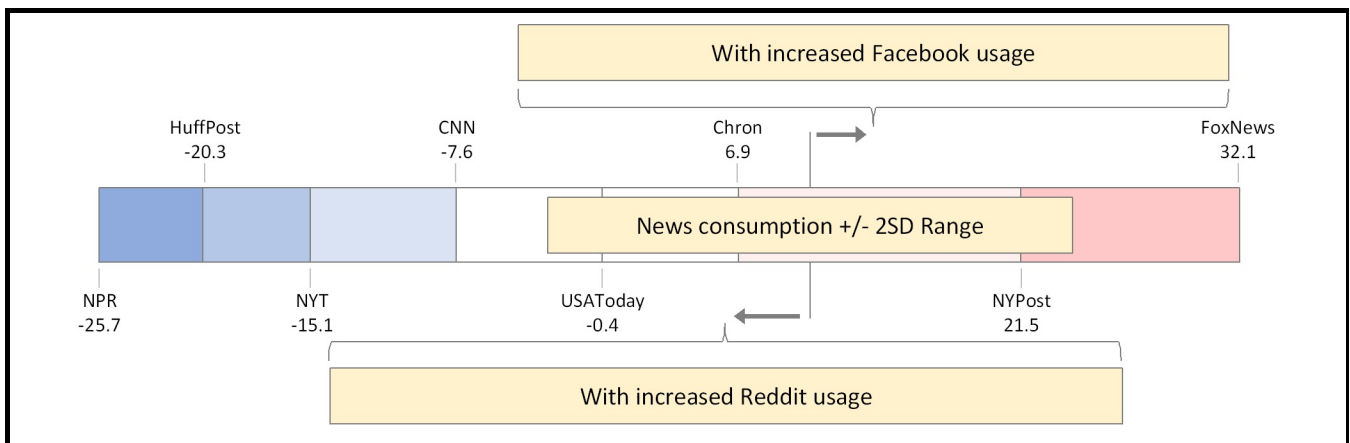 With increased Facebook usage
HuffPost
-20.3
CNN
-7.6
Chron
6.9
FoxNews
32.1
News consumption +/- 2SD Range
NPR
-25.7
NYT
-15.1
USAToday
-0.4
NYPost
21.5
With increased Reddit usage